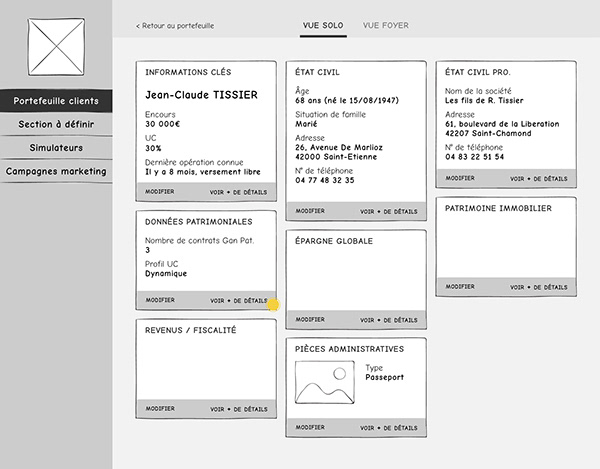 < Retour au portefeuille
VUE SOLO
VUE FOYER
Portefeuille clients
Section à définir
Simulateurs
Campagnes marketing
INFORMATIONS CLÉS
Jean-Claude TISSIER
Encours
30 000€
UC
30%
Dernière opération connue
Il y a 8 mois, versement libre
MODIFIER
VOIR + DE DÉTAILS
DONNÉES PATRIMONIALES
Nombre de contrats Gan Pat.
3
Profil UC
Dynamique
MODIFIER
VOIR + DE DÉTAILS
REVENUS / FISCALITÉ
MODIFIER
VOIR + DE DÉTAILS
ÉTAT CIVIL
Âge
68 ans (né le 15/08/1947)
Situation de famille
Marié
Adresse
26, Avenue De Marlioz
42000 Saint-Etienne
N° de téléphone
04 77 48 32 35
MODIFIER
VOIR + DE DÉTAILS
ÉPARGNE GLOBALE
MODIFIER
VOIR + DE DÉTAILS
PIÈCES ADMINISTRATIVES
Type
Passeport
MODIFIER
VOIR + DE DÉTAILS
ÉTAT CIVIL PRO.
Nom de la société
Les fils de R. Tissier
Adresse
61, boulevard de la Liberation
42207 Saint-Chamond
N° de téléphone
04 83 22 51 54
MODIFIER
VOIR + DE DÉTAILS
PATRIMOINE IMMOBILIER
MODIFIER
VOIR + DE DÉTAILS